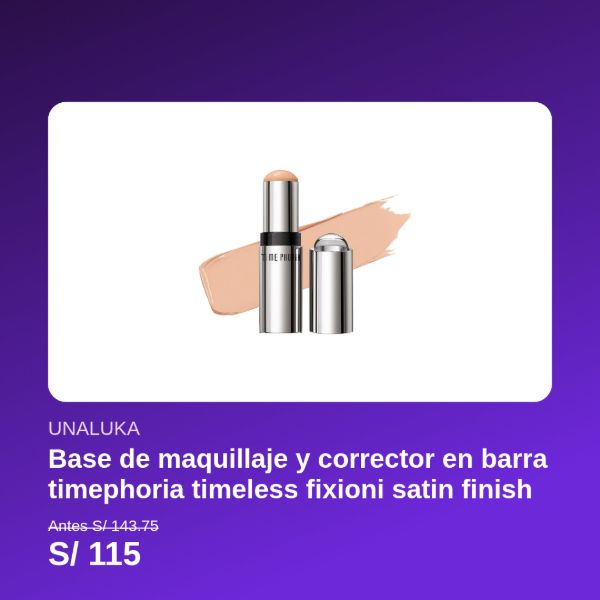 UNALUKA
Base de maquillaje y corrector en barra
timephoria timeless fixioni satin finish
Antes S/ 143.75
S/ 115